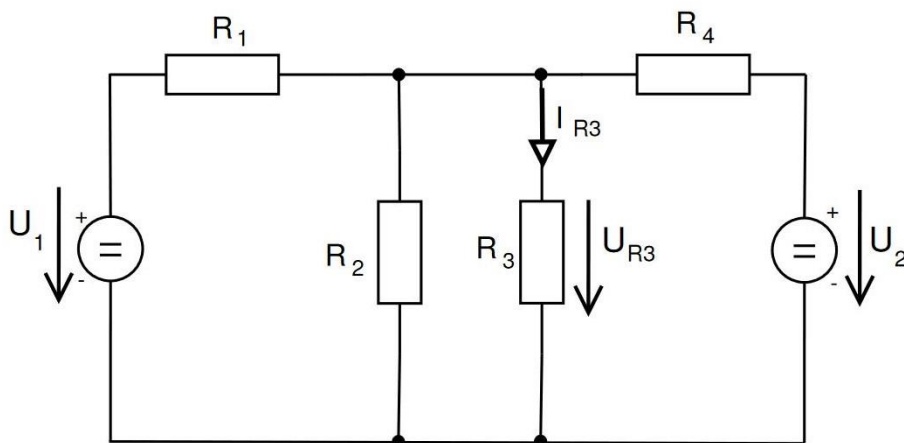 R1
R4
IR3
+
U1
=
-
R2
R3
UR3
+
=
-
U2